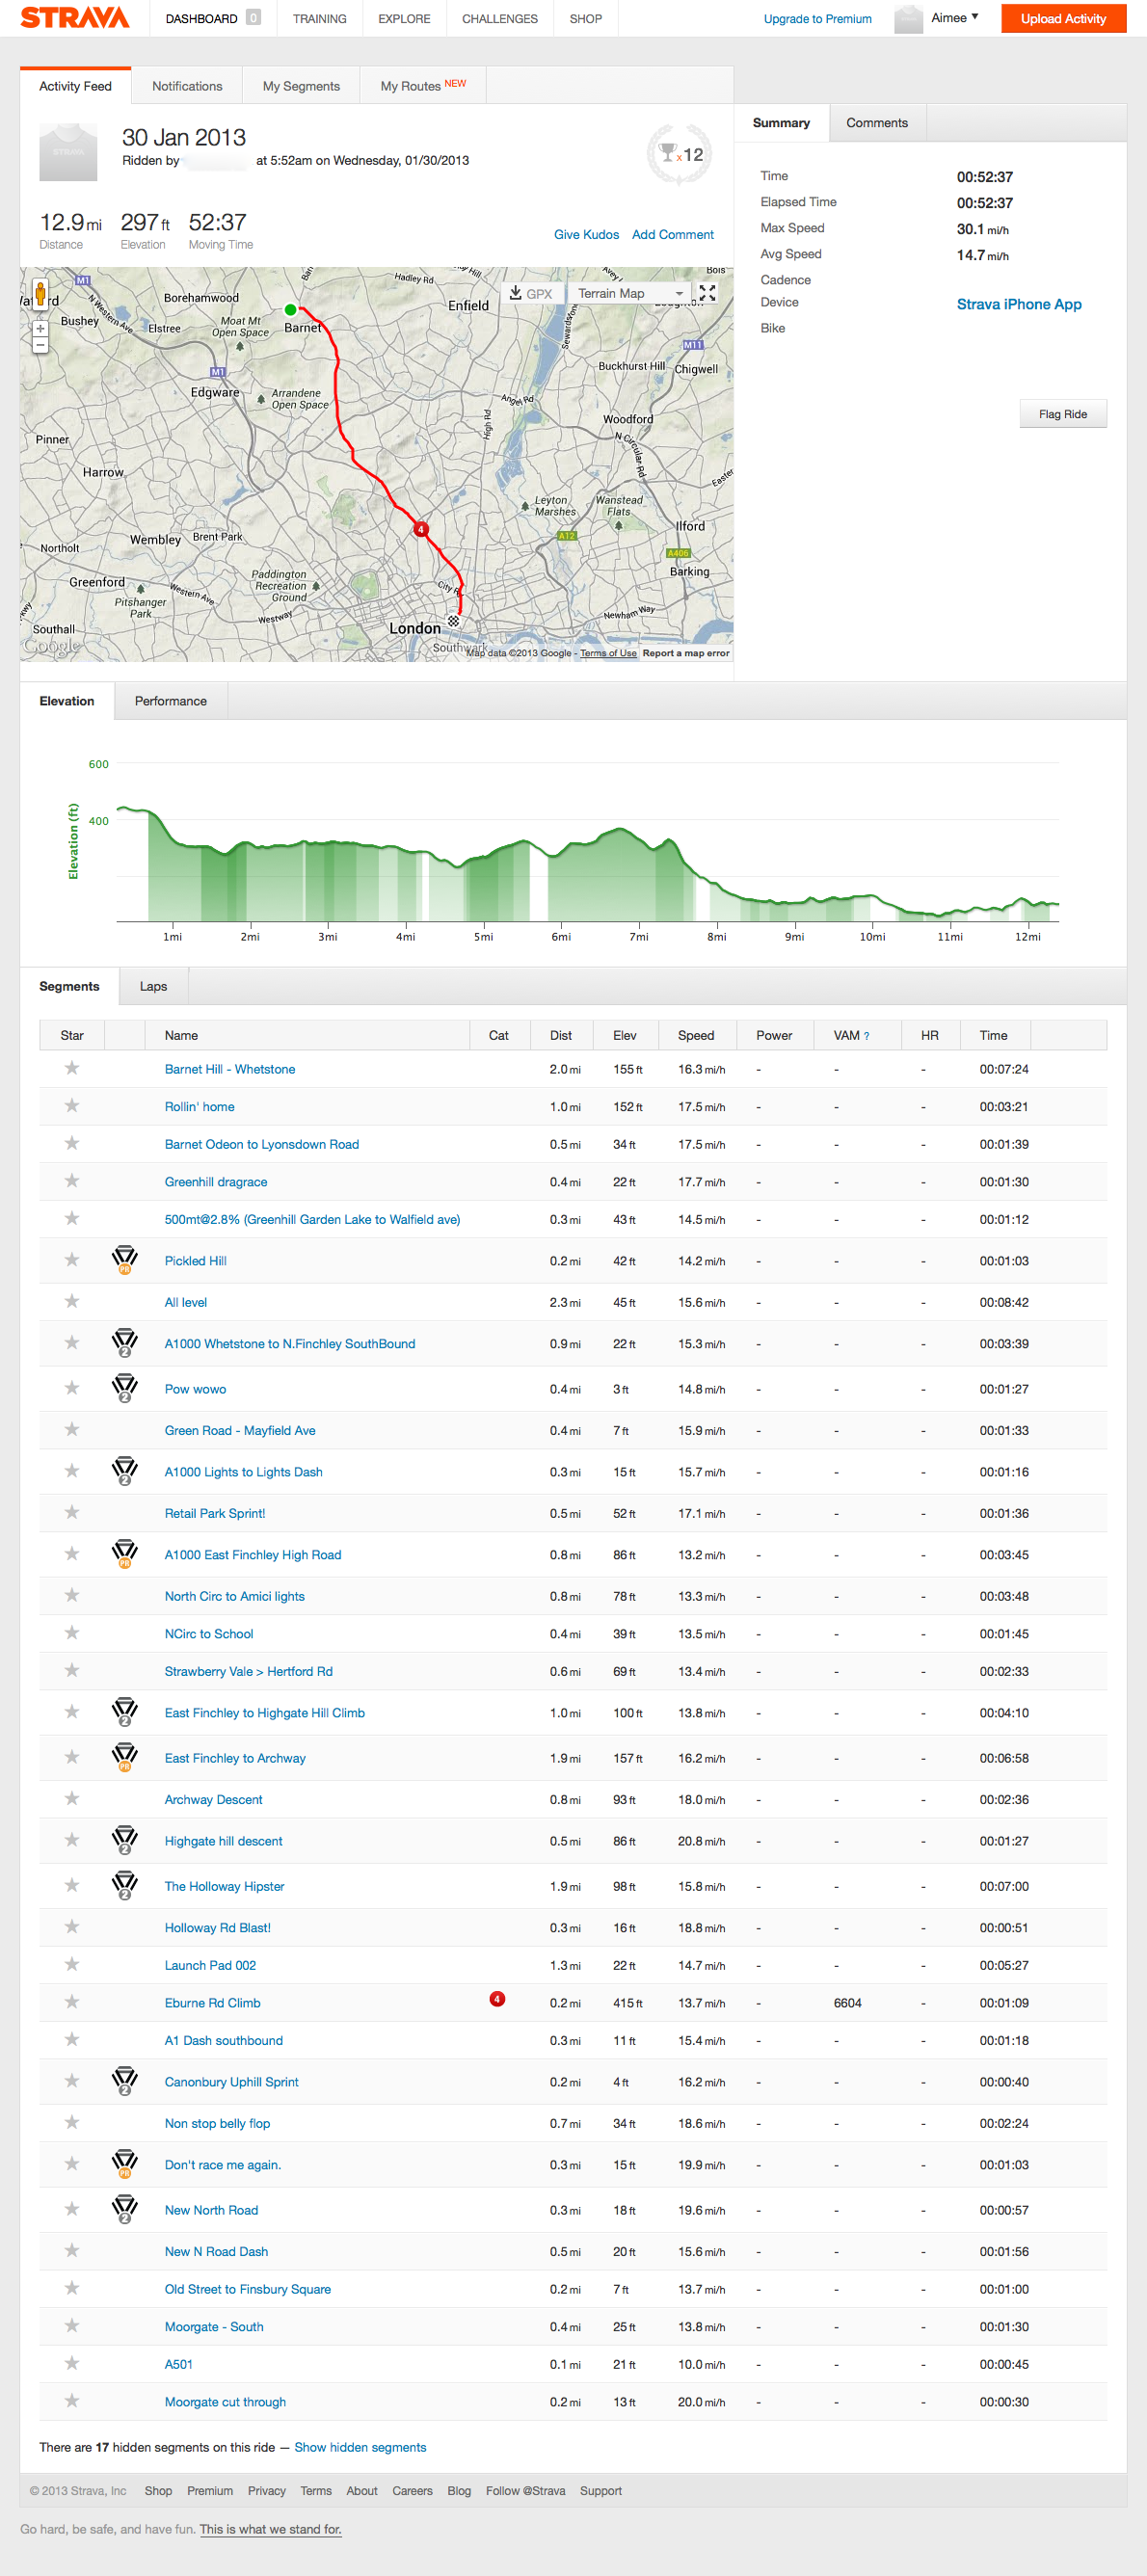 STRAVA
DASHBOARD 0 TRAINING EXPLORE CHALLENGES SHOP Upgrade to Premium Aimee Upload Activity
Activity Feed Notifications My Segments My Routes NEW
Summary Comments
30 Jan 2013
Ridden by at 5:52am on Wednesday, 01/30/2013
x 12
12.9 mi 297 ft 52:37
Distance Elevation Moving Time
Give Kudos Add Comment
Time 00:52:37
Elapsed Time 00:52:37
Max Speed 30.1 mi/h
Avg Speed 14.7 mi/h
Cadence
Device Strava iPhone App
Bike
Flag Ride
GPX Terrain Map
M1
Hadley Rd
Borehamwood
Enfield
Bushey
N Western Ave
Elstree
Moat Mt
Open Space
Barnet
M11
M1
Buckhurst Hill
Chigwell
Edgware
Arrandene
Open Space
Angel Rd
High Rd
Woodford
N Circular Rd
Pinner
Harrow
Leyton
Marshes
Wanstead
Flats
Ilford
4
Wembley
Brent Park
A12
Northolt
A406
Barking
Greenford
Paddington
Recreation
Ground
Pitshanger
Park
Western Ave
Westway
Newham Way
Southall
London
Google
Southwark
Map data ©2013 Google - Terms of Use Report a map error
Elevation Performance
Elevation (ft)
600
400
1mi 2mi 3mi 4mi 5mi 6mi 7mi 8mi 9mi 10mi 11mi 12mi
Segments Laps
Star Name Cat Dist Elev Speed Power VAM ? HR Time
Barnet Hill - Whetstone 2.0 mi 155 ft 16.3 mi/h - - - 00:07:24
Rollin' home 1.0 mi 152 ft 17.5 mi/h - - - 00:03:21
Barnet Odeon to Lyonsdown Road 0.5 mi 34 ft 17.5 mi/h - - - 00:01:39
Greenhill dragrace 0.4 mi 22 ft 17.7 mi/h - - - 00:01:30
500mt@2.8% (Greenhill Garden Lake to Walfield ave) 0.3 mi 43 ft 14.5 mi/h - - - 00:01:12
PR Pickled Hill 0.2 mi 42 ft 14.2 mi/h - - - 00:01:03
All level 2.3 mi 45 ft 15.6 mi/h - - - 00:08:42
2 A1000 Whetstone to N.Finchley SouthBound 0.9 mi 22 ft 15.3 mi/h - - - 00:03:39
2 Pow wowo 0.4 mi 3 ft 14.8 mi/h - - - 00:01:27
Green Road - Mayfield Ave 0.4 mi 7 ft 15.9 mi/h - - - 00:01:33
2 A1000 Lights to Lights Dash 0.3 mi 15 ft 15.7 mi/h - - - 00:01:16
Retail Park Sprint! 0.5 mi 52 ft 17.1 mi/h - - - 00:01:36
PR A1000 East Finchley High Road 0.8 mi 86 ft 13.2 mi/h - - - 00:03:45
North Circ to Amici lights 0.8 mi 78 ft 13.3 mi/h - - - 00:03:48
NCirc to School 0.4 mi 39 ft 13.5 mi/h - - - 00:01:45
Strawberry Vale > Hertford Rd 0.6 mi 69 ft 13.4 mi/h - - - 00:02:33
2 East Finchley to Highgate Hill Climb 1.0 mi 100 ft 13.8 mi/h - - - 00:04:10
PR East Finchley to Archway 1.9 mi 157 ft 16.2 mi/h - - - 00:06:58
Archway Descent 0.8 mi 93 ft 18.0 mi/h - - - 00:02:36
2 Highgate hill descent 0.5 mi 86 ft 20.8 mi/h - - - 00:01:27
2 The Holloway Hipster 1.9 mi 98 ft 15.8 mi/h - - - 00:07:00
Holloway Rd Blast! 0.3 mi 16 ft 18.8 mi/h - - - 00:00:51
Launch Pad 002 1.3 mi 22 ft 14.7 mi/h - - - 00:05:27
Eburne Rd Climb 4 0.2 mi 415 ft 13.7 mi/h - 6604 - 00:01:09
A1 Dash southbound 0.3 mi 11 ft 15.4 mi/h - - - 00:01:18
2 Canonbury Uphill Sprint 0.2 mi 4 ft 16.2 mi/h - - - 00:00:40
Non stop belly flop 0.7 mi 34 ft 18.6 mi/h - - - 00:02:24
PR Don't race me again. 0.3 mi 15 ft 19.9 mi/h - - - 00:01:03
2 New North Road 0.3 mi 18 ft 19.6 mi/h - - - 00:00:57
New N Road Dash 0.5 mi 20 ft 15.6 mi/h - - - 00:01:56
Old Street to Finsbury Square 0.2 mi 7 ft 13.7 mi/h - - - 00:01:00
Moorgate - South 0.4 mi 25 ft 13.8 mi/h - - - 00:01:30
A501 0.1 mi 21 ft 10.0 mi/h - - - 00:00:45
Moorgate cut through 0.2 mi 13 ft 20.0 mi/h - - - 00:00:30
There are 17 hidden segments on this ride — Show hidden segments
© 2013 Strava, Inc Shop Premium Privacy Terms About Careers Blog Follow @Strava Support
Go hard, be safe, and have fun. This is what we stand for.